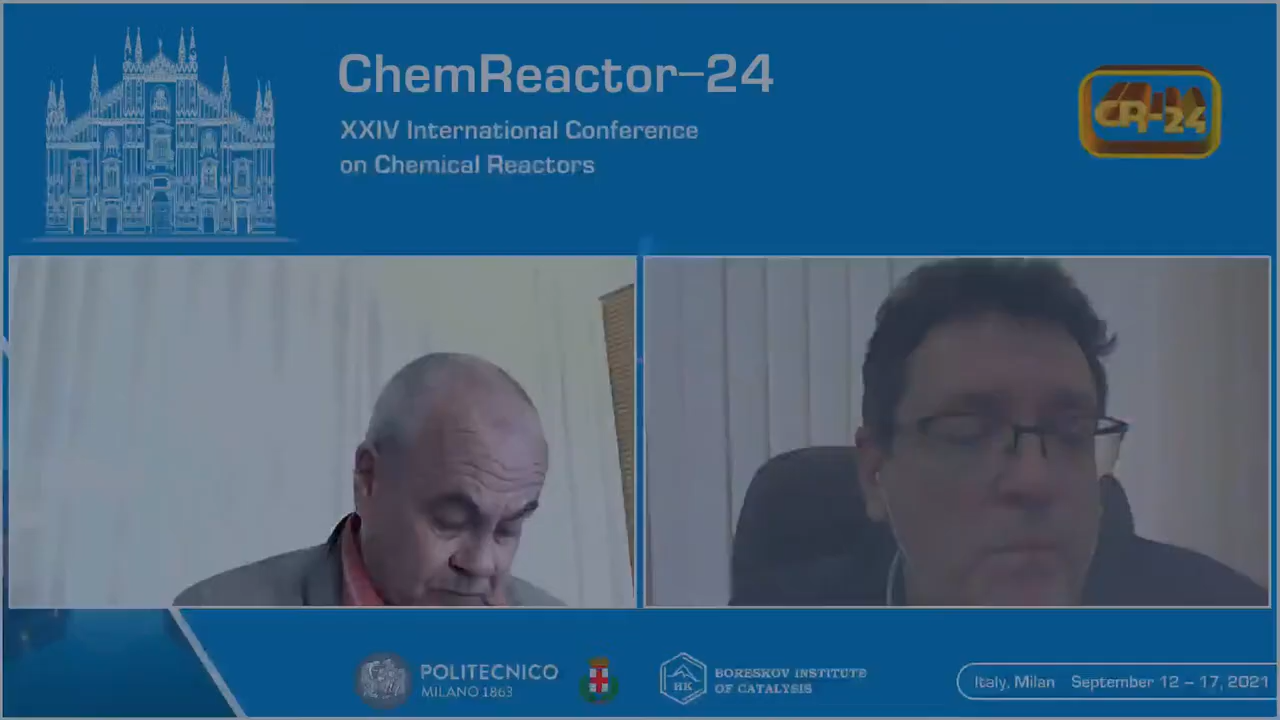 ChemReactor–24
XXIV International Conference
on Chemical Reactors
CR-24
POLITECNICO
MILANO 1863
НК
BORESKOV INSTITUTE
OF CATALYSIS
Italy, Milan September 12 – 17, 2021